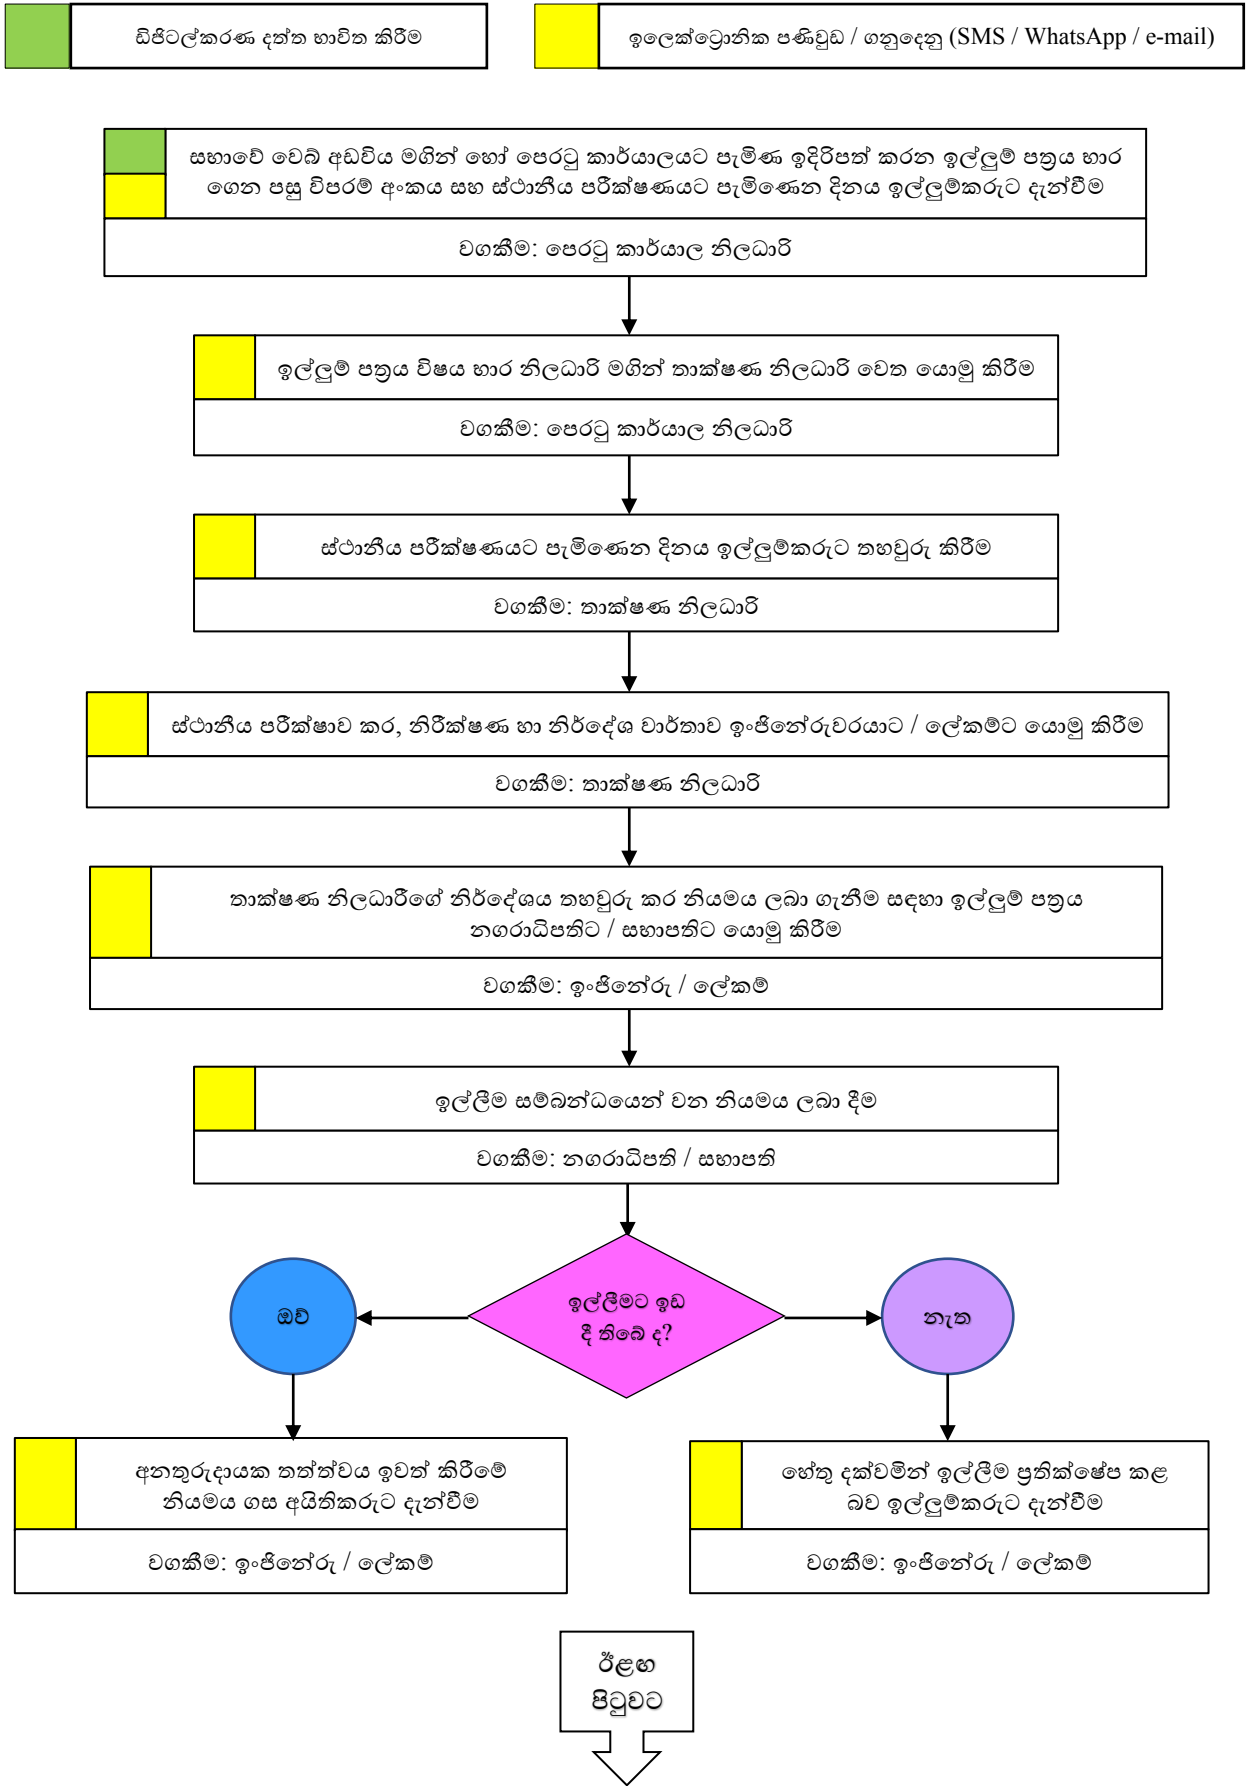 ඩිජිටල්කරණ දත්ත භාවිත කිරීම
ඉලෙක්ට්‍රොනික පණිවුඩ / ගනුදෙනු (SMS / WhatsApp / e-mail)
සභාවේ වෙබ් අඩවිය මගින් හෝ පෙරටු කාර්යාලයට පැමිණ ඉදිරිපත් කරන ඉල්ලුම් පත්‍රය භාර
ගෙන පසු විපරම් අංකය සහ ස්ථානීය පරීක්ෂණයට පැමිණෙන දිනය ඉල්ලුම්කරුට දැන්වීම
වගකීම: පෙරටු කාර්යාල නිලධාරි
ඉල්ලුම් පත්‍රය විෂය භාර නිලධාරි මගින් තාක්ෂණ නිලධාරි වෙත යොමු කිරීම
වගකීම: පෙරටු කාර්යාල නිලධාරි
ස්ථානීය පරීක්ෂණයට පැමිණෙන දිනය ඉල්ලුම්කරුට තහවුරු කිරීම
වගකීම: තාක්ෂණ නිලධාරි
ස්ථානීය පරීක්ෂාව කර, නිරීක්ෂණ හා නිර්දේශ වාර්තාව ඉංජිනේරුවරයාට / ලේකම්ට යොමු කිරීම
වගකීම: තාක්ෂණ නිලධාරි
තාක්ෂණ නිලධාරීගේ නිර්දේශය තහවුරු කර නියමය ලබා ගැනීම සඳහා ඉල්ලුම් පත්‍රය
නගරාධිපතිට / සභාපතිට යොමු කිරීම
වගකීම: ඉංජිනේරු / ලේකම්
ඉල්ලීම සම්බන්ධයෙන් වන නියමය ලබා දීම
වගකීම: නගරාධිපති / සභාපති
ඉල්ලීමට ඉඩ
දී තිබේ ද?
ඔව්
නැත
අනතුරුදායක තත්ත්වය ඉවත් කිරීමේ
නියමය ගස අයිතිකරුට දැන්වීම
වගකීම: ඉංජිනේරු / ලේකම්
හේතු දක්වමින් ඉල්ලීම ප්‍රතික්ෂේප කළ
බව ඉල්ලුම්කරුට දැන්වීම
වගකීම: ඉංජිනේරු / ලේකම්
ඊළඟ
පිටුවට